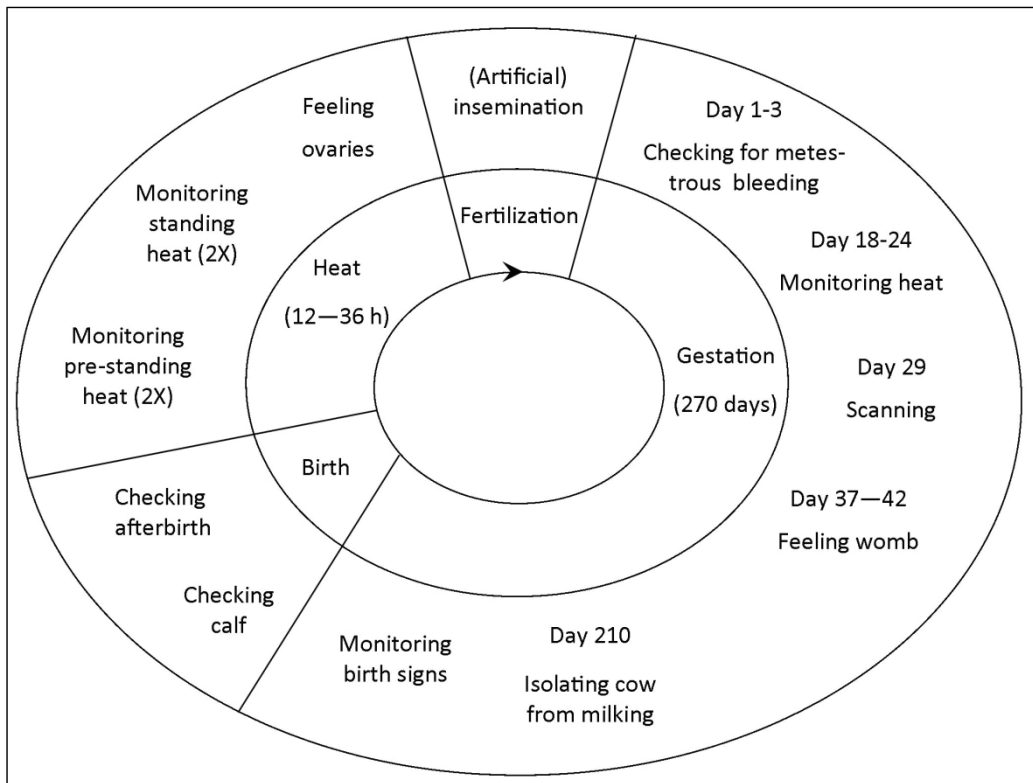 (Artificial)
insemination
Fertilization
Day 1-3
Checking for metes-
trous bleeding
Day 18-24
Monitoring heat
Day 29
Scanning
Day 37—42
Feeling womb
Gestation
(270 days)
Day 210
Isolating cow
from milking
Monitoring
birth signs
Birth
Checking
calf
Checking
afterbirth
Heat
(12—36 h)
Monitoring
pre-standing
heat (2X)
Monitoring
standing
heat (2X)
Feeling
ovaries